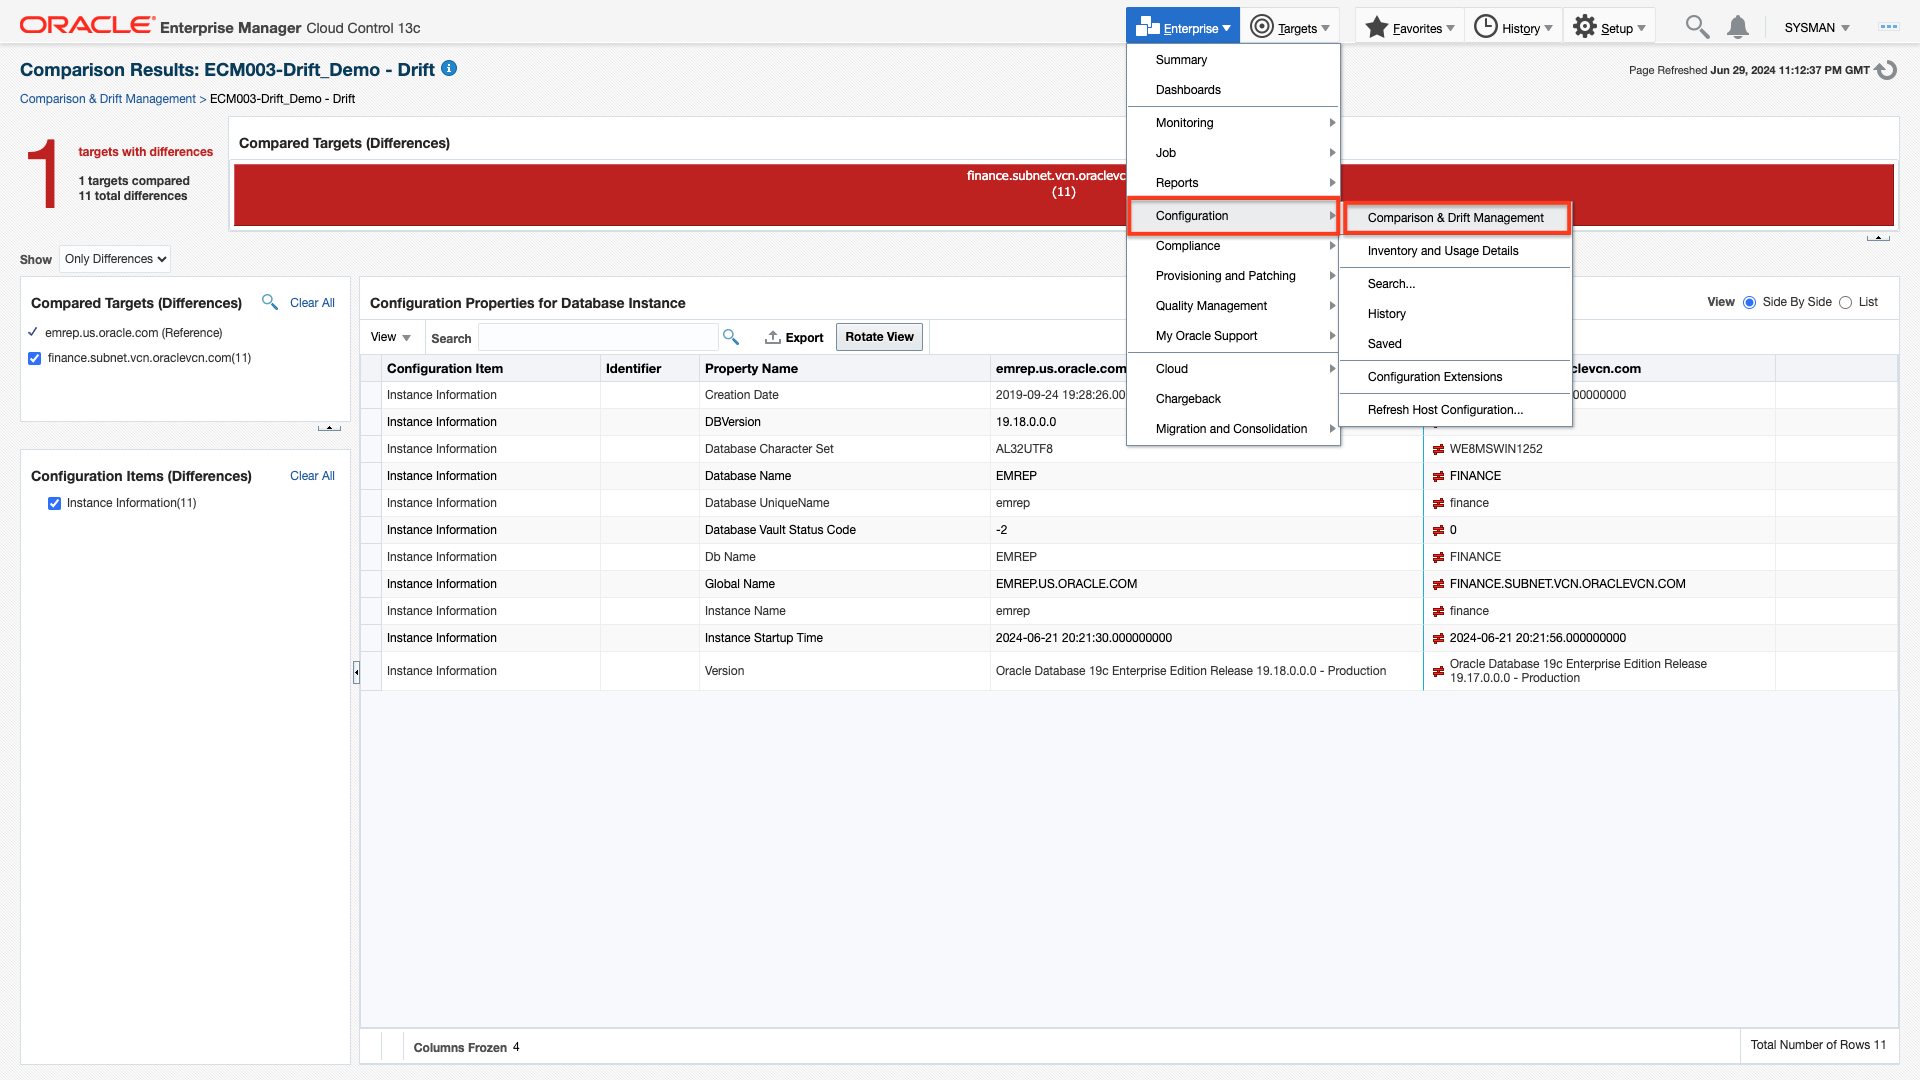 ORACLE Enterprise Manager Cloud Control 13c
Enterprise Targets Favorites History Setup SYSMAN
Comparison Results: ECM003-Drift_Demo - Drift
Page Refreshed Jun 29, 2024 11:12:37 PM GMT
Comparison & Drift Management > ECM003-Drift_Demo - Drift
Summary
Dashboards
Monitoring
Job
Reports
Configuration
Compliance
Provisioning and Patching
Quality Management
My Oracle Support
Cloud
Chargeback
Migration and Consolidation
Comparison & Drift Management
Inventory and Usage Details
Search...
History
Saved
Configuration Extensions
Refresh Host Configuration...
1 targets with differences
1 targets compared
11 total differences
Compared Targets (Differences)
finance.subnet.vcn.oraclevc
(11)
Show Only Differences
Compared Targets (Differences) Clear All
emrep.us.oracle.com (Reference)
finance.subnet.vcn.oraclevcn.com(11)
Configuration Items (Differences) Clear All
Instance Information(11)
Configuration Properties for Database Instance
View Side By Side List
View Search Export Rotate View
Configuration Item Identifier Property Name emrep.us.oracle.com clevcn.com
Instance Information Creation Date 2019-09-24 19:28:26.00 00000000
Instance Information DBVersion 19.18.0.0.0
Instance Information Database Character Set AL32UTF8 WE8MSWIN1252
Instance Information Database Name EMREP FINANCE
Instance Information Database UniqueName emrep finance
Instance Information Database Vault Status Code -2 0
Instance Information Db Name EMREP FINANCE
Instance Information Global Name EMREP.US.ORACLE.COM FINANCE.SUBNET.VCN.ORACLEVCN.COM
Instance Information Instance Name emrep finance
Instance Information Instance Startup Time 2024-06-21 20:21:30.000000000 2024-06-21 20:21:56.000000000
Instance Information Version Oracle Database 19c Enterprise Edition Release 19.18.0.0.0 - Production Oracle Database 19c Enterprise Edition Release
19.17.0.0.0 - Production
Columns Frozen 4
Total Number of Rows 11